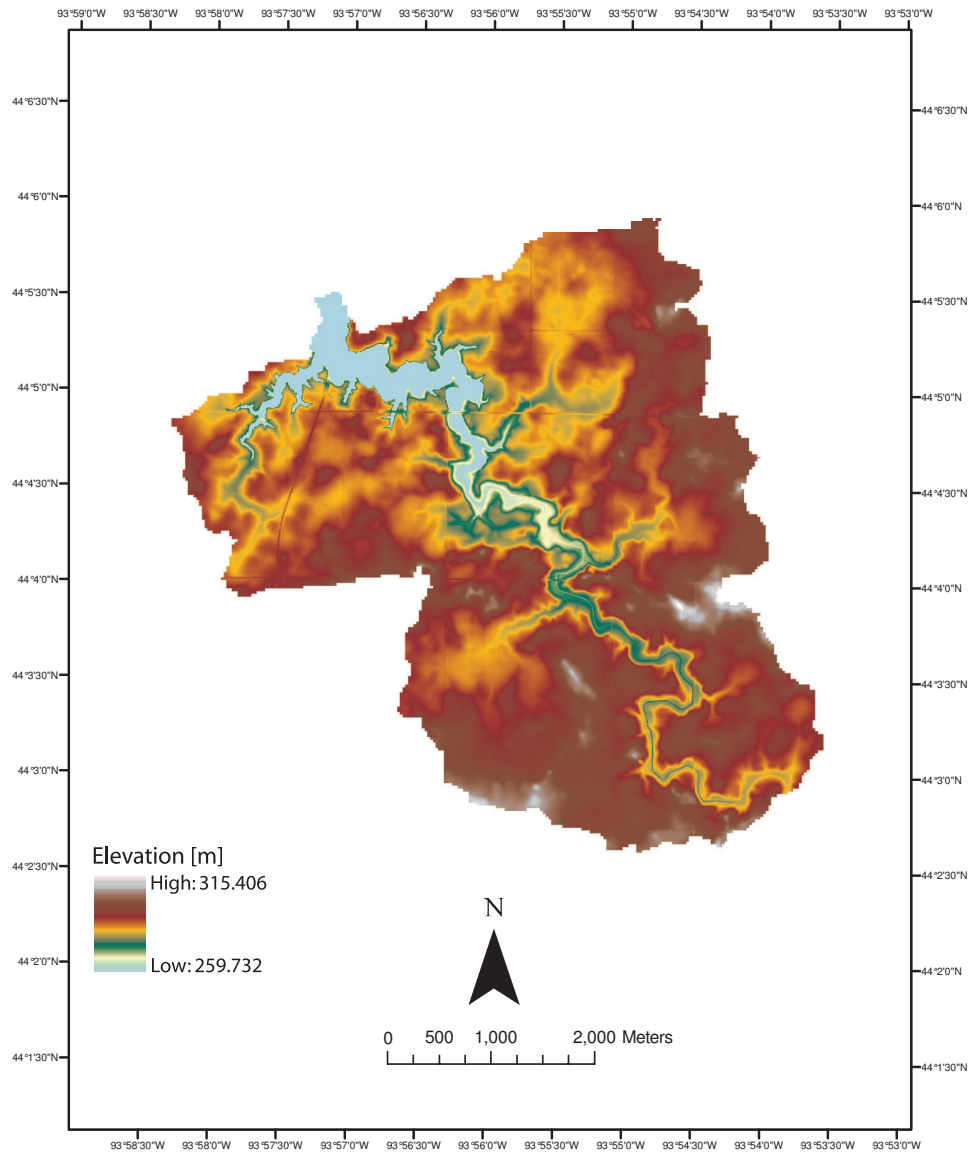 93°59'0"W 93°58'30"W 93°58'0"W 93°57'30"W 93°57'0"W 93°56'30"W 93°56'0"W 93°55'30"W 93°55'0"W 93°54'30"W 93°54'0"W 93°53'30"W 93°53'0"W
44°6'30"N 44°6'30"N
44°6'0"N 44°6'0"N
44°5'30"N 44°5'30"N
44°5'0"N 44°5'0"N
44°4'30"N 44°4'30"N
44°4'0"N 44°4'0"N
44°3'30"N 44°3'30"N
44°3'0"N 44°3'0"N
Elevation [m]
44°2'30"N 44°2'30"N
High: 315.406
N
44°2'0"N 44°2'0"N
Low: 259.732
0 500 1,000 2,000 Meters
44°1'30"N 44°1'30"N
93°58'30"W 93°58'0"W 93°57'30"W 93°57'0"W 93°56'30"W 93°56'0"W 93°55'30"W 93°55'0"W 93°54'30"W 93°54'0"W 93°53'30"W 93°53'0"W